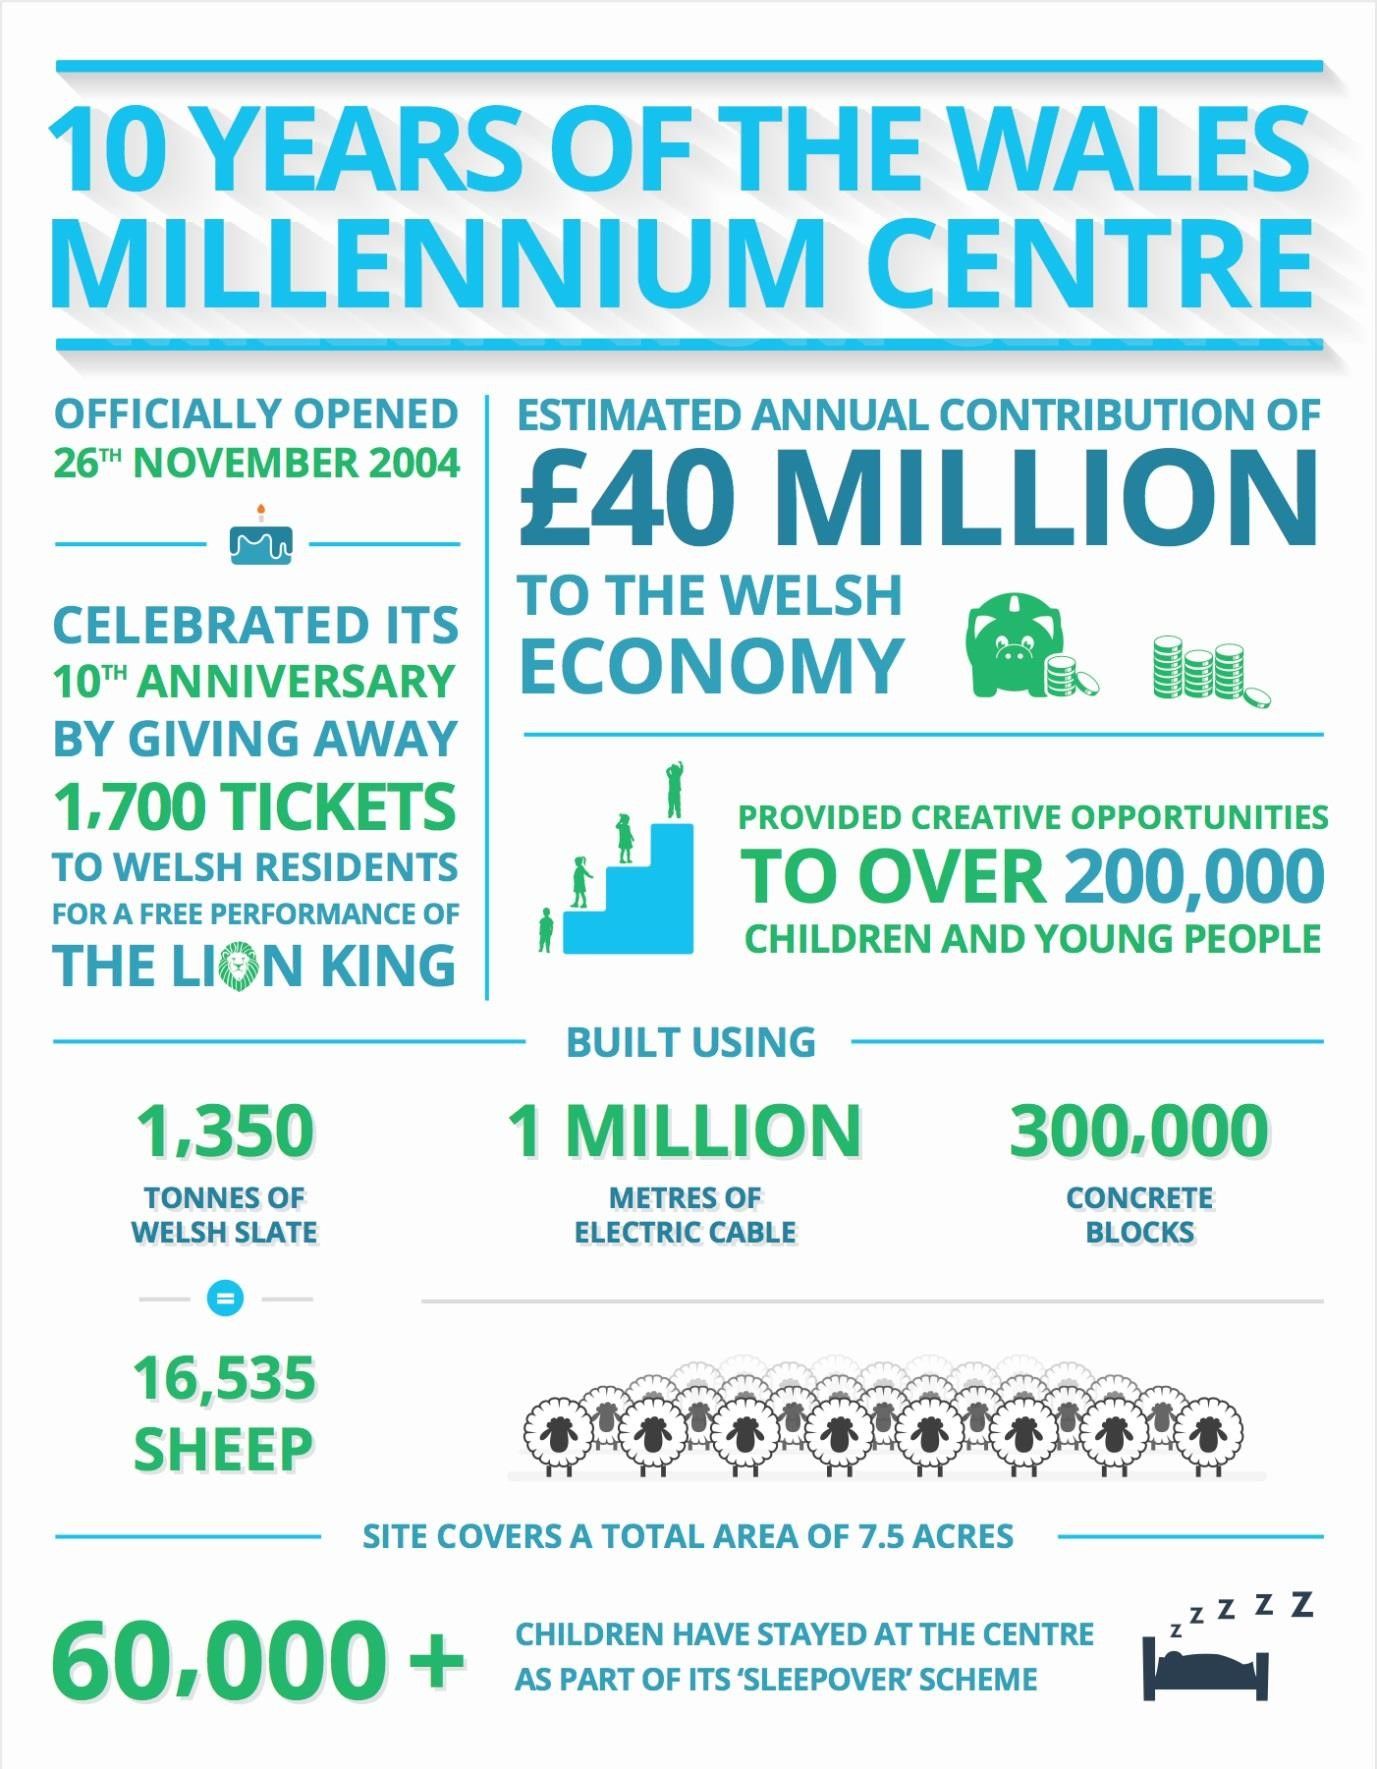 10 YEARS OF THE WALES
MILLENNIUM CENTRE
OFFICIALLY OPENED
26TH NOVEMBER 2004
CELEBRATED ITS
10TH ANNIVERSARY
BY GIVING AWAY
1,700 TICKETS
TO WELSH RESIDENTS
FOR A FREE PERFORMANCE OF
THE LION KING
ESTIMATED ANNUAL CONTRIBUTION OF
£40 MILLION
TO THE WELSH
ECONOMY
PROVIDED CREATIVE OPPORTUNITIES
TO OVER 200,000
CHILDREN AND YOUNG PEOPLE
BUILT USING
1,350
TONNES OF
WELSH SLATE
=
16,535
SHEEP
1 MILLION
METRES OF
ELECTRIC CABLE
300,000
CONCRETE
BLOCKS
SITE COVERS A TOTAL AREA OF 7.5 ACRES
60,000 +
CHILDREN HAVE STAYED AT THE CENTRE
AS PART OF ITS ‘SLEEPOVER’ SCHEME
z z z z z